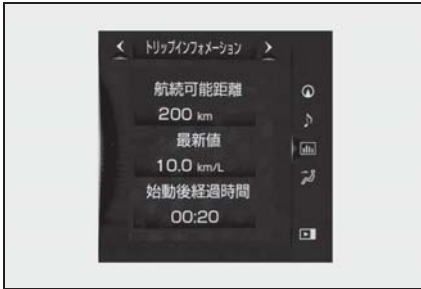 トリップインフォメーション
航続可能距離
200 km
最新値
10.0 km/L
始動後経過時間
00:20